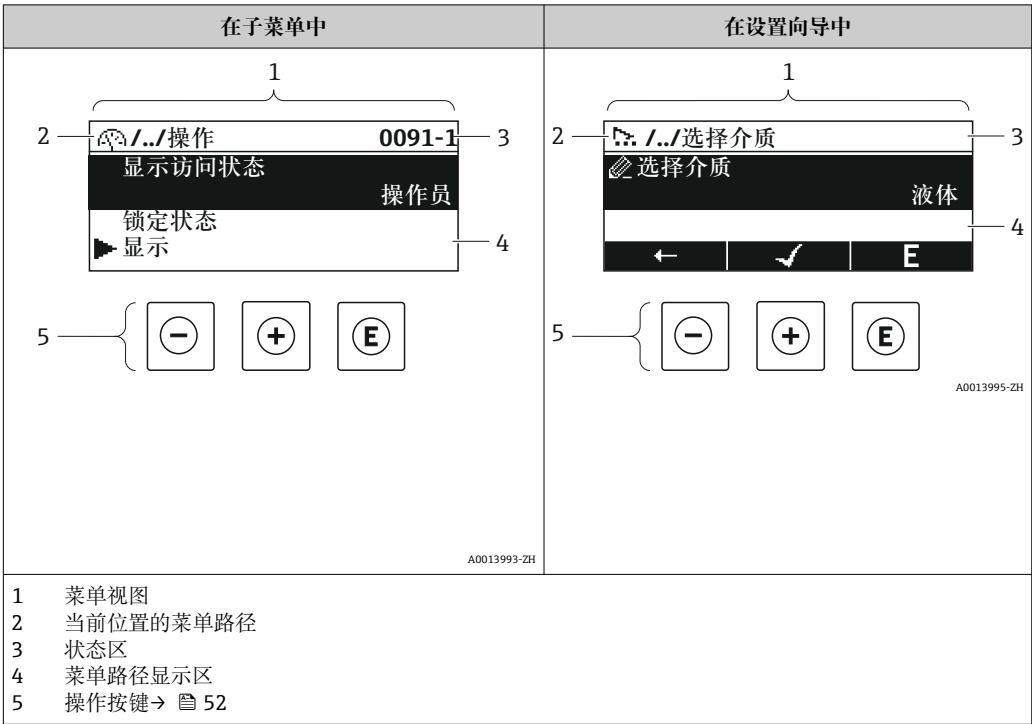 在子菜单中
1
2
/../操作 0091-1
3
显示访问状态
操作员
锁定状态
显示
4
5
− + E
A0013993-ZH
在设置向导中
1
2
/../选择介质
3
选择介质
液体
4
← ✓ E
5
− + E
A0013995-ZH
1 菜单视图
2 当前位置的菜单路径
3 状态区
4 菜单路径显示区
5 操作按键→ 52